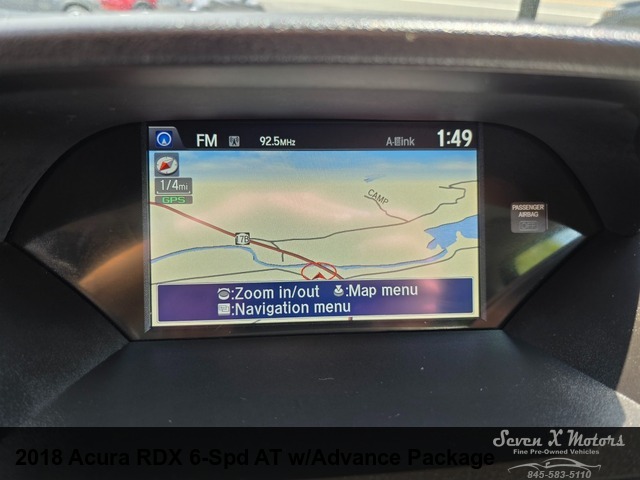 FM 92.5MHz A-Link 1:49
1/4mi
GPS
CAMP
:Zoom in/out :Map menu
:Navigation menu
PASSENGER
AIRBAG
Seven X Motors
Fine Pre-Owned Vehicles
2018 Acura RDX 6-Spd AT w/Advance Package
845-583-5110